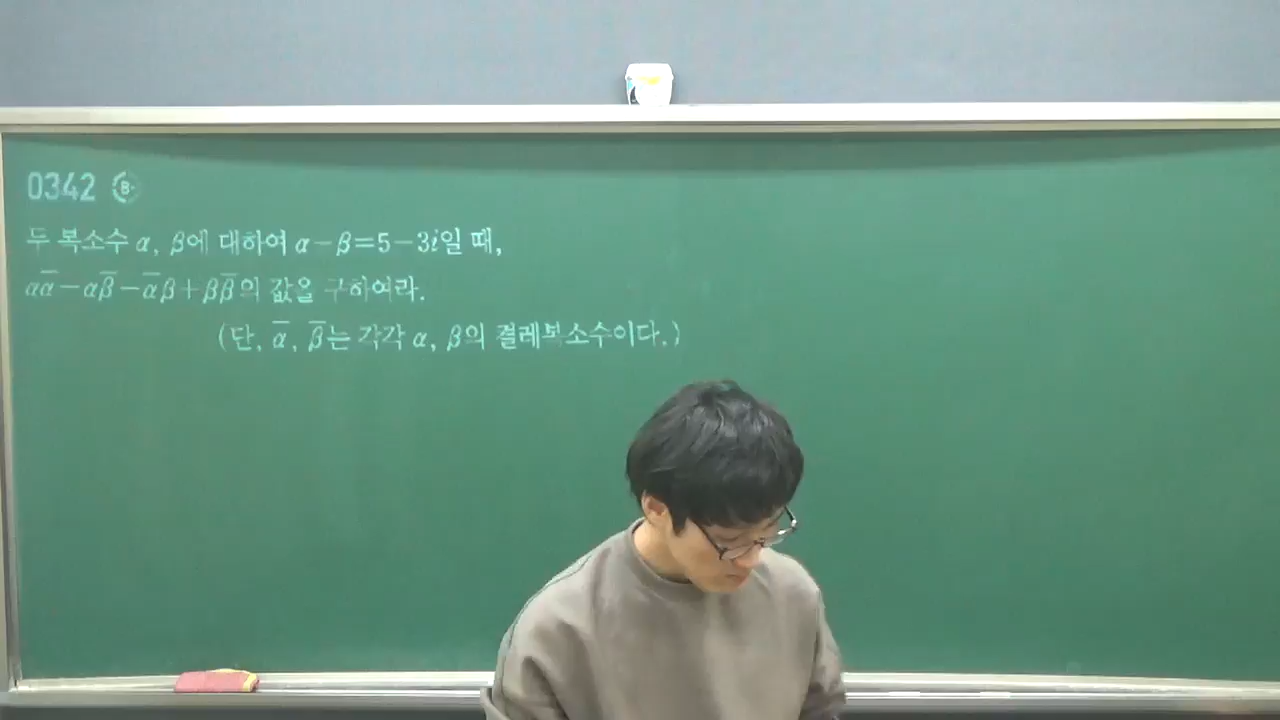 0342 B
두 복소수 α, β에 대하여 α-β=5-3i일 때,
αᾱ-αβ̄-ᾱβ+ββ̄의 값을 구하여라.
(단, ᾱ, β̄는 각각 α, β의 켤레복소수이다.)